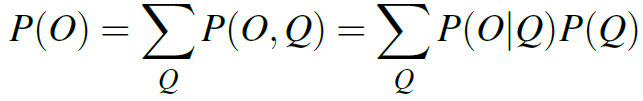 P(O) = ∑_Q P(O, Q) = ∑_Q P(O|Q)P(Q)